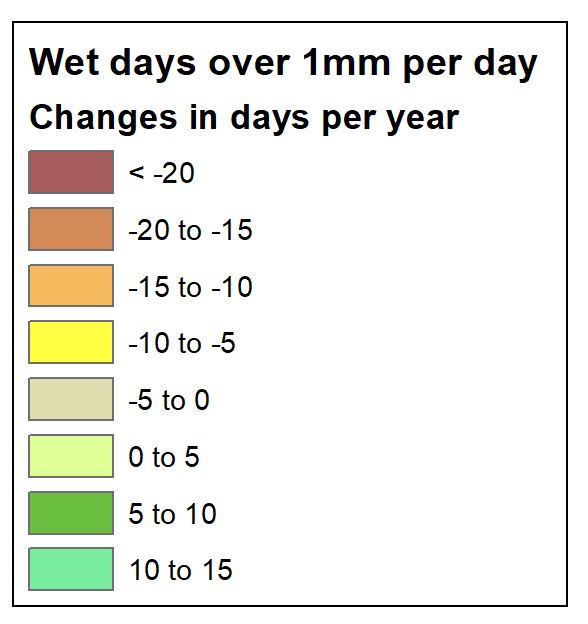 Wet days over 1mm per day
Changes in days per year
< -20
-20 to -15
-15 to -10
-10 to -5
-5 to 0
0 to 5
5 to 10
10 to 15